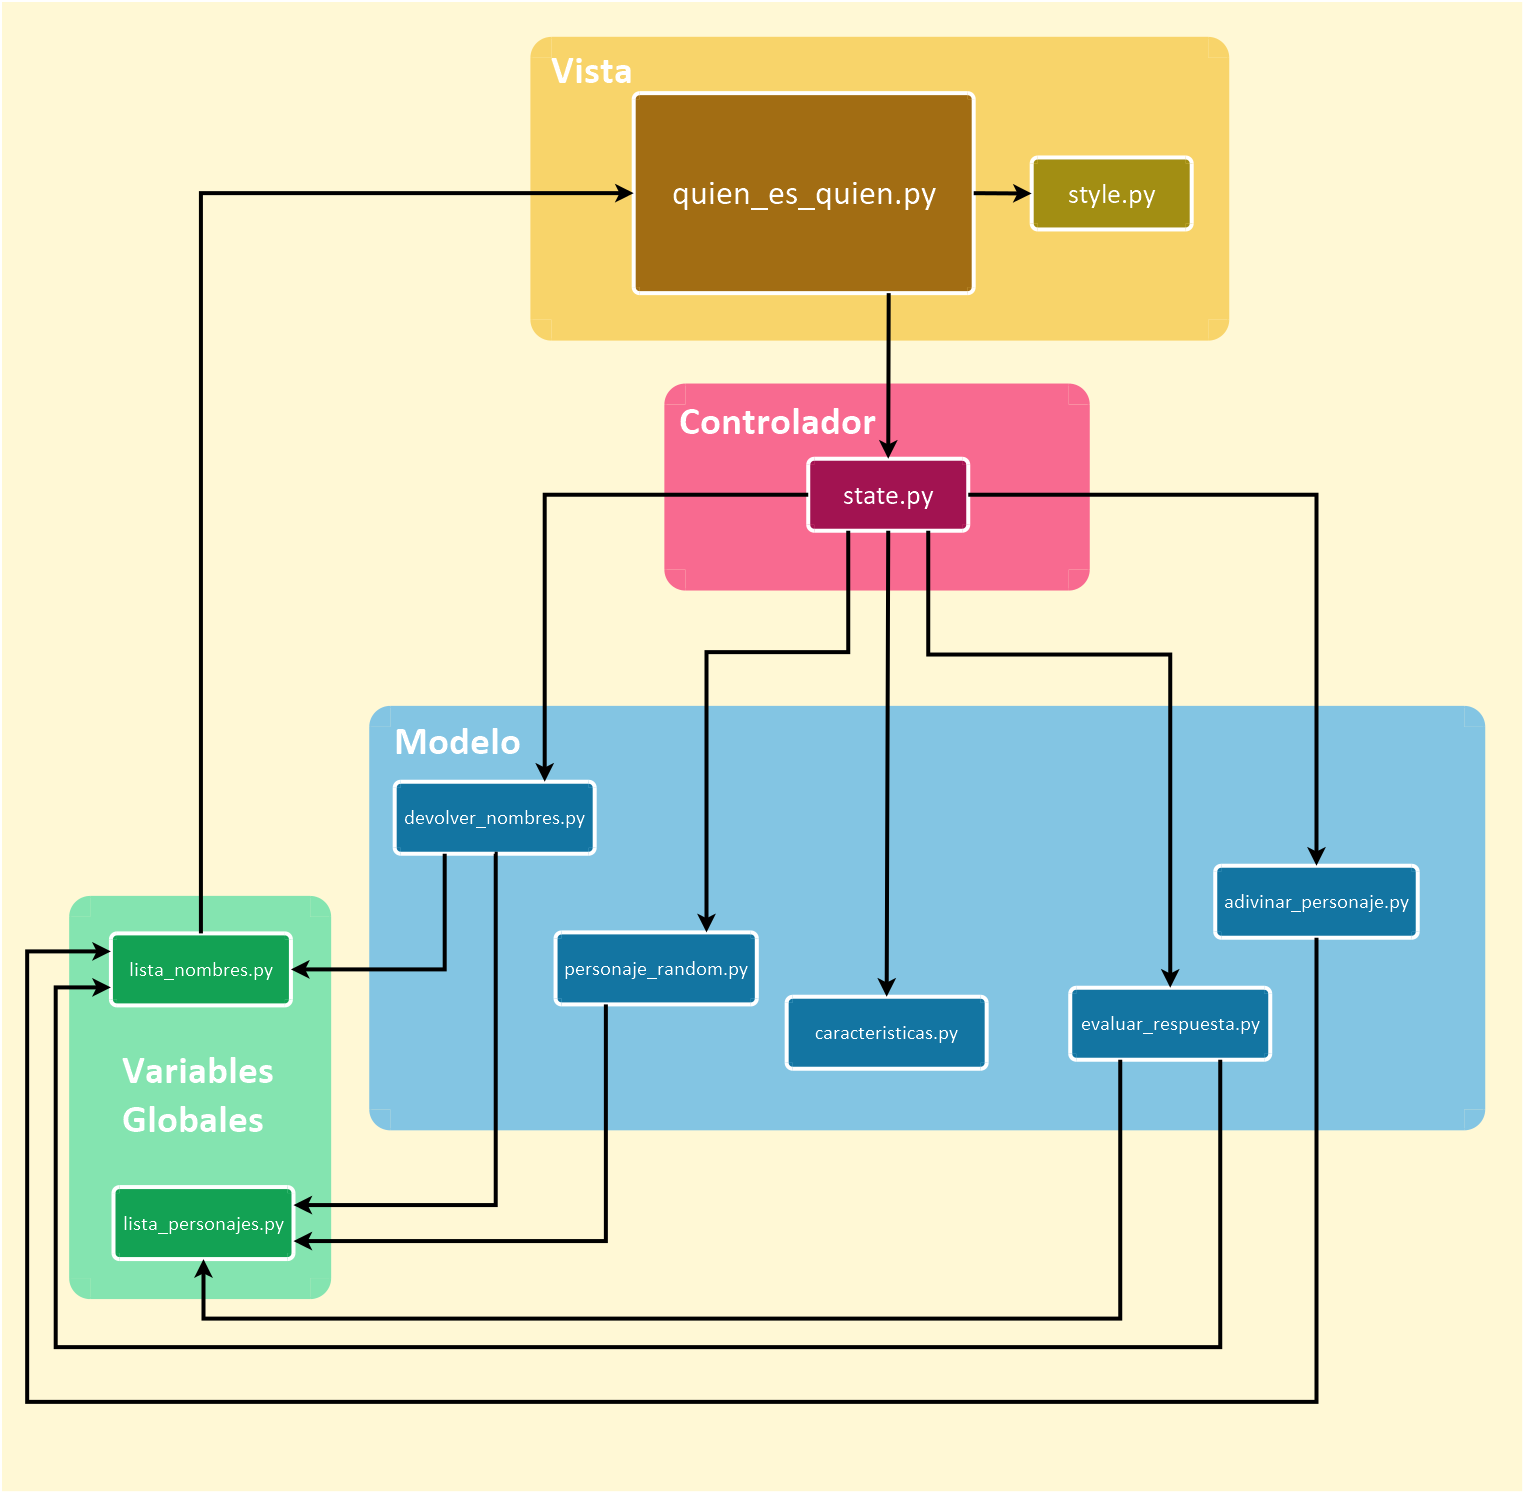 Vista
quien_es_quien.py
style.py
Controlador
state.py
Modelo
devolver_nombres.py
adivinar_personaje.py
lista_nombres.py
personaje_random.py
caracteristicas.py
evaluar_respuesta.py
Variables
Globales
lista_personajes.py